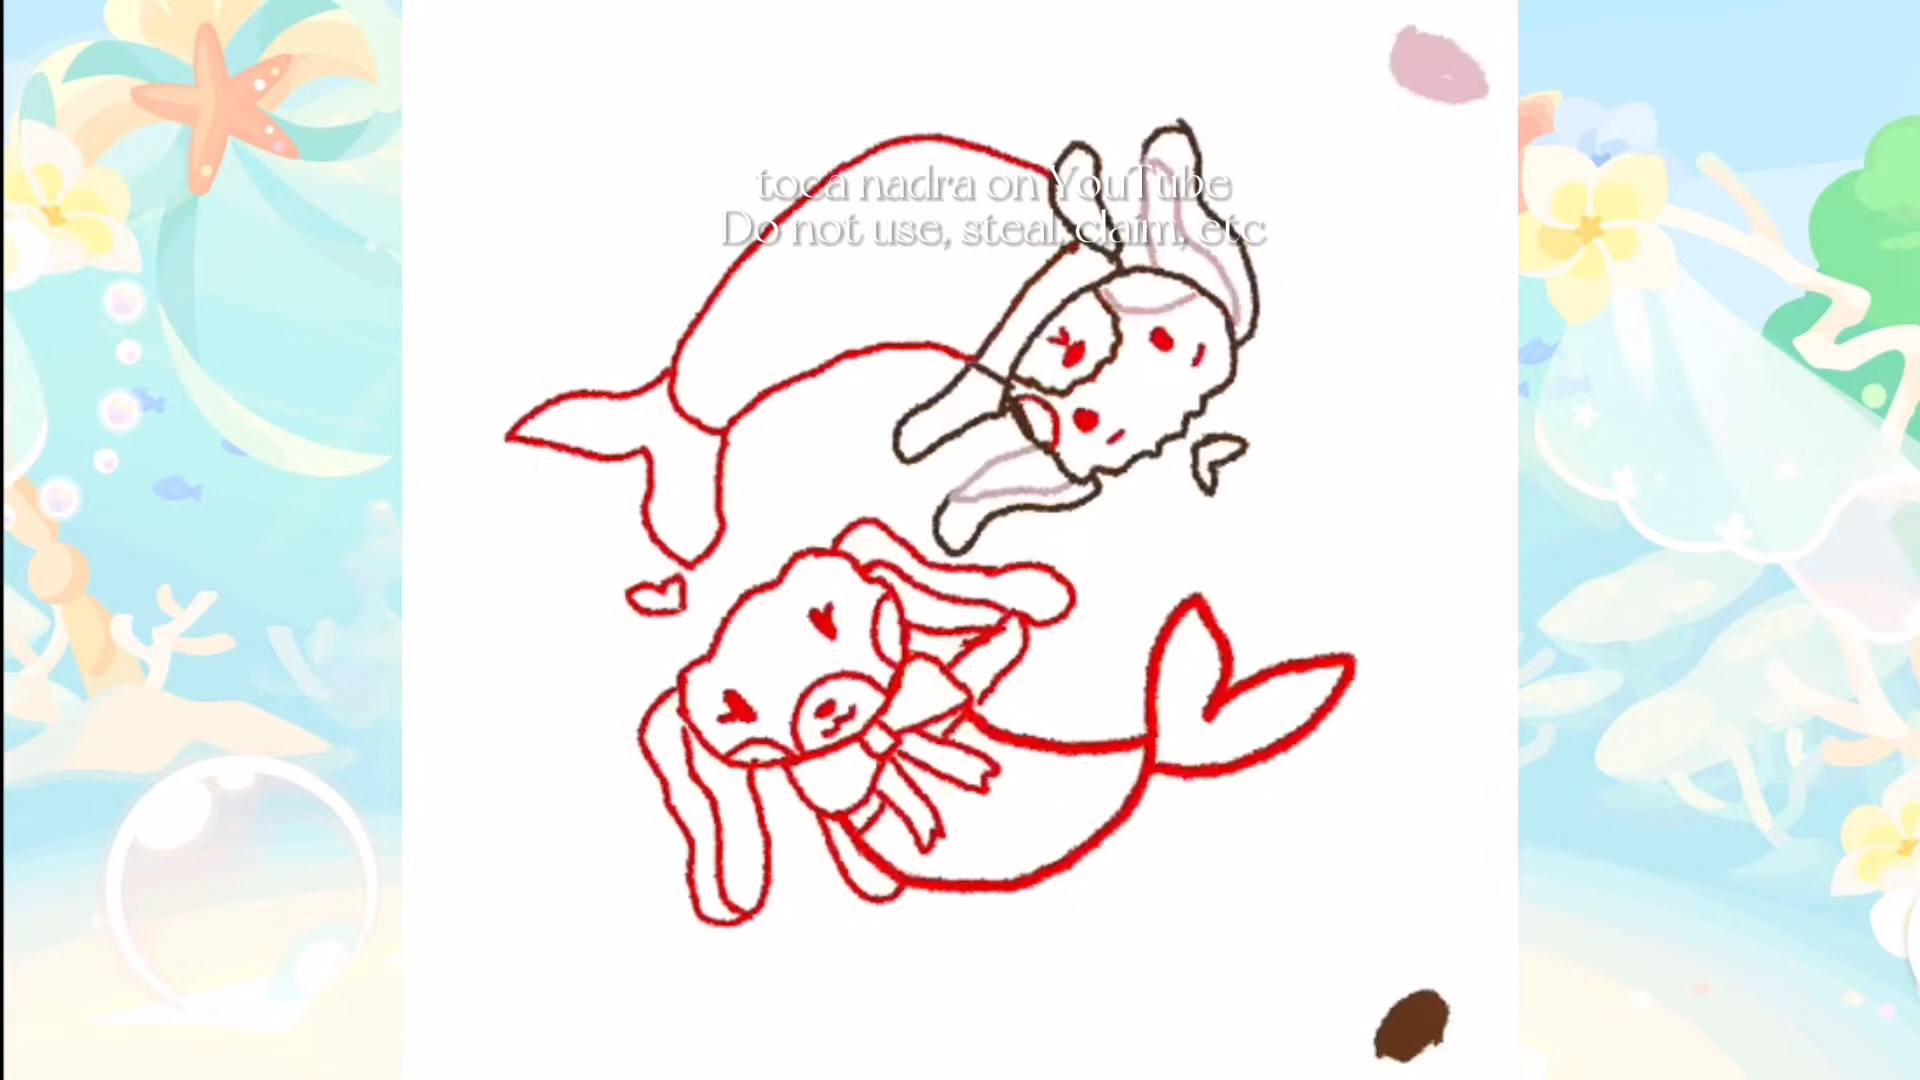 toca nadra on YouTube
Do not use, steal, claim, etc